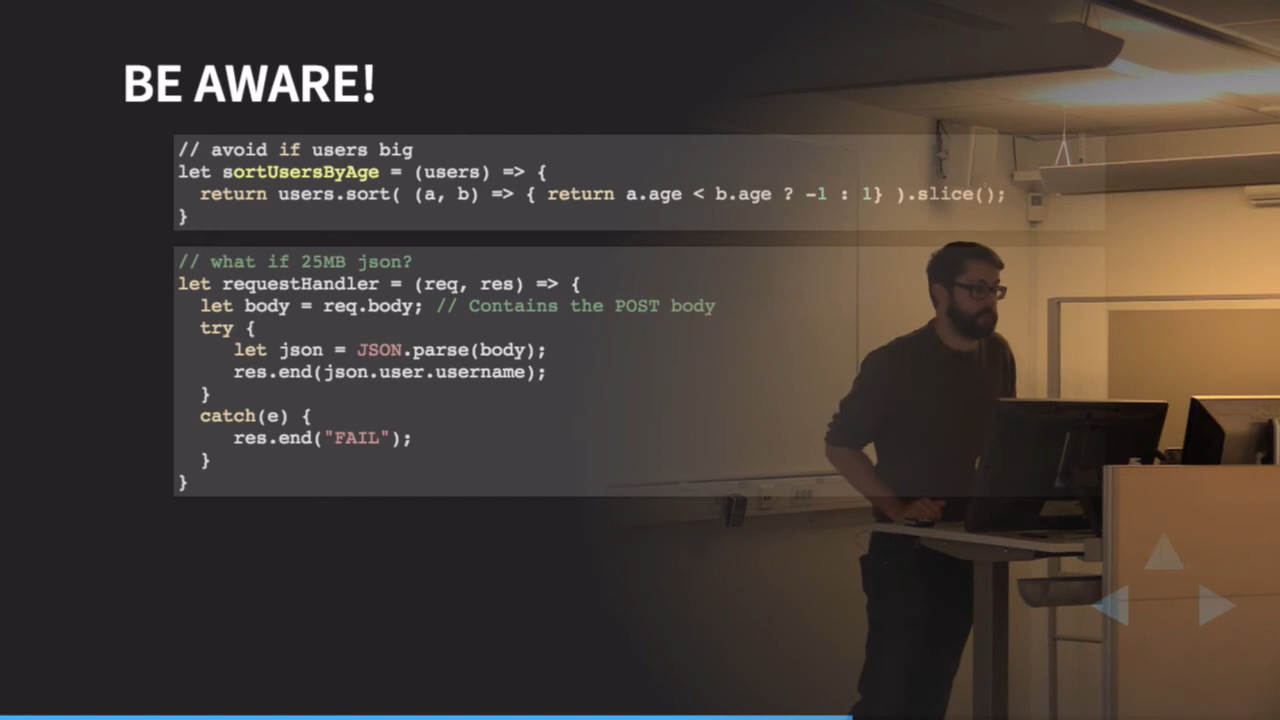 BE AWARE!
// avoid if users big
let sortUsersByAge = (users) => {
return users.sort( (a, b) => { return a.age < b.age ? -1 : 1} ).slice();
}
// what if 25MB json?
let requestHandler = (req, res) => {
let body = req.body; // Contains the POST body
try {
let json = JSON.parse(body);
res.end(json.user.username);
}
catch(e) {
res.end("FAIL");
}
}